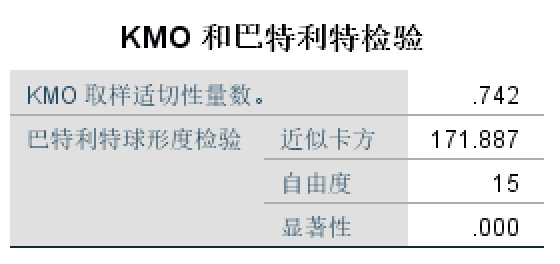 KMO 和巴特利特检验
KMO 取样适切性量数。 .742
巴特利特球形度检验 近似卡方 171.887
自由度 15
显著性 .000